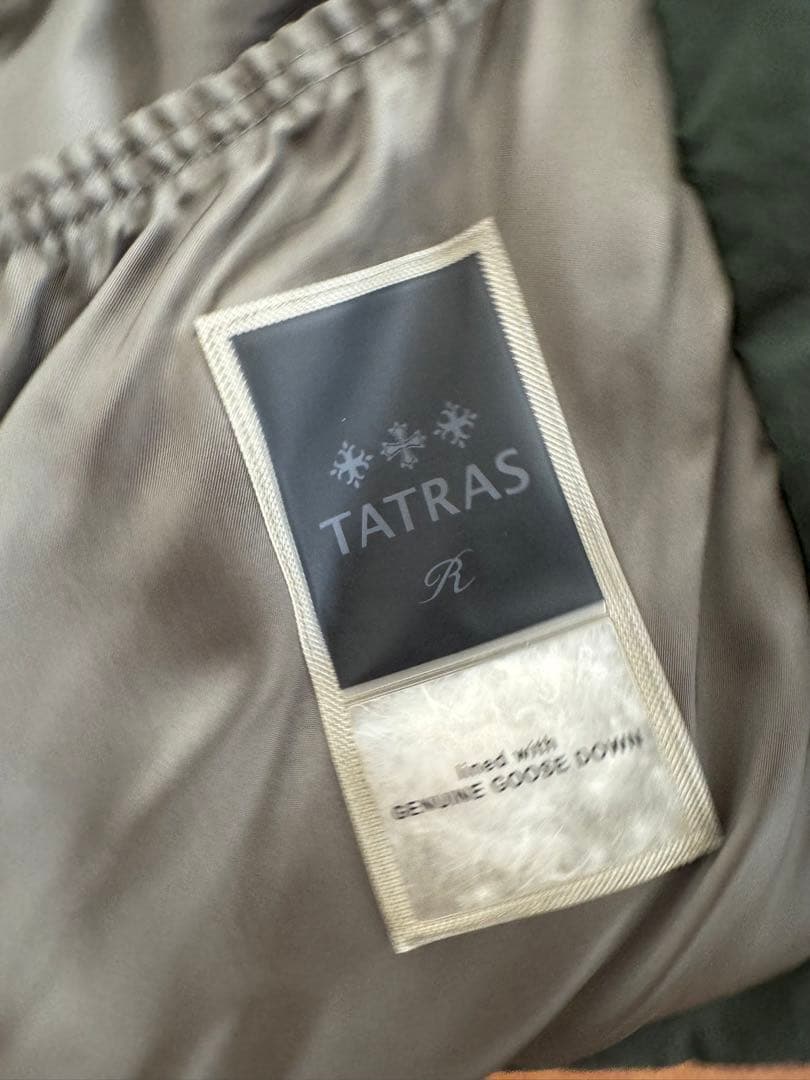 TATRAS
R
lined with
GENUINE GOOSE DOWN